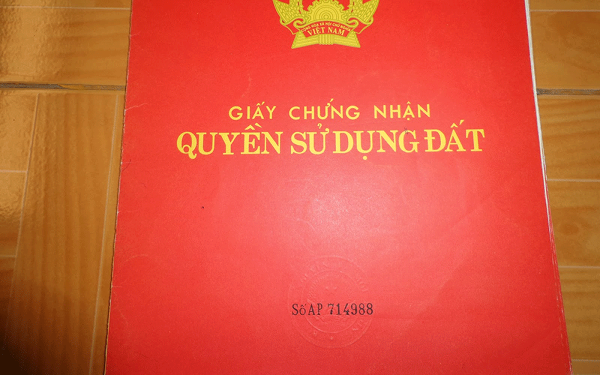 VIỆT NAM
GIẤY CHỨNG NHẬN
QUYỀN SỬ DỤNG ĐẤT
Số AP 714988